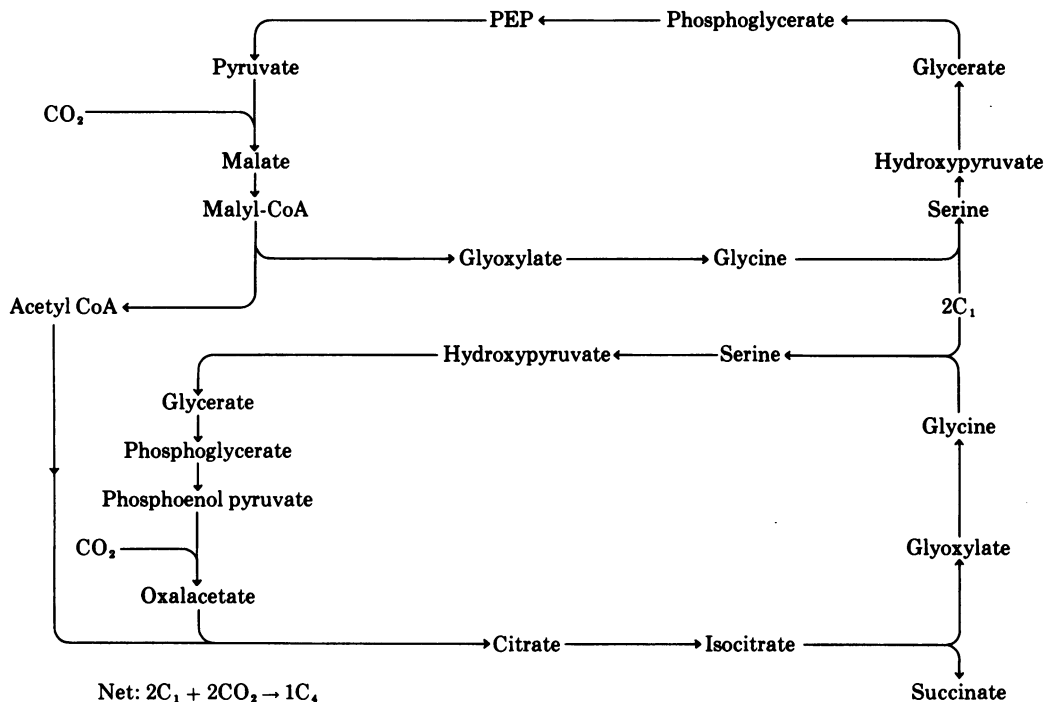 PEP
Phosphoglycerate
Pyruvate
Glycerate
CO₂
Malate
Hydroxypyruvate
Malyl-CoA
Serine
Glyoxylate
Glycine
Acetyl CoA
2C₁
Hydroxypyruvate
Serine
Glycerate
Glycine
Phosphoglycerate
Phosphoenol pyruvate
CO₂
Glyoxylate
Oxalacetate
Citrate
Isocitrate
Net: 2C₁ + 2CO₂ → 1C₄
Succinate